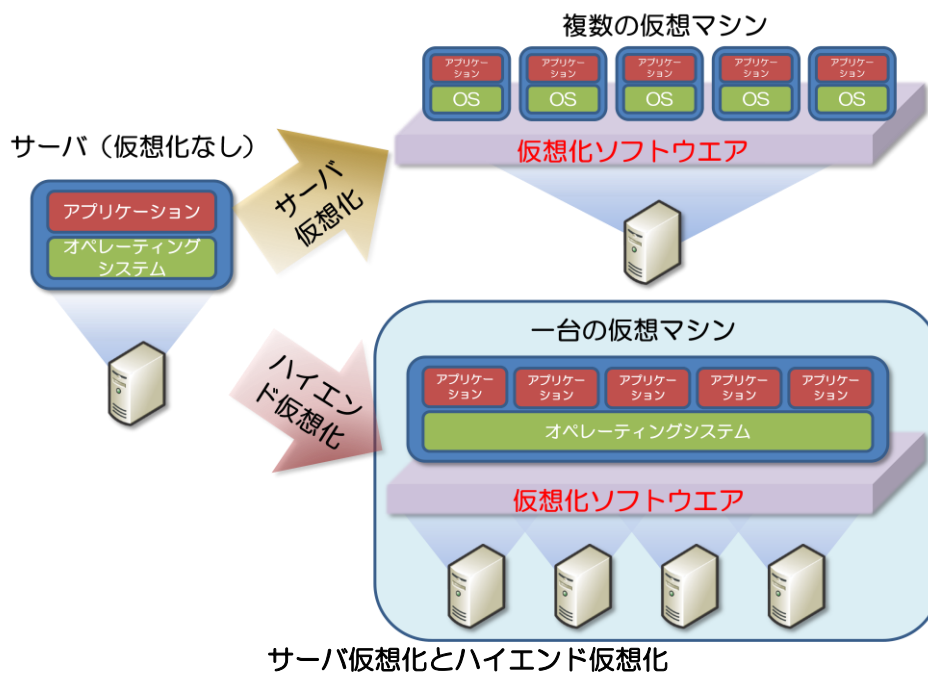 複数の仮想マシン
アプリケー
ション
アプリケー
ション
アプリケー
ション
アプリケー
ション
アプリケー
ション
OS
OS
OS
OS
OS
仮想化ソフトウエア
サーバ（仮想化なし）
アプリケーション
オペレーティング
システム
サーバ
仮想化
ハイエン
ド仮想化
一台の仮想マシン
アプリケー
ション
アプリケー
ション
アプリケー
ション
アプリケー
ション
アプリケー
ション
オペレーティングシステム
仮想化ソフトウエア
サーバ仮想化とハイエンド仮想化